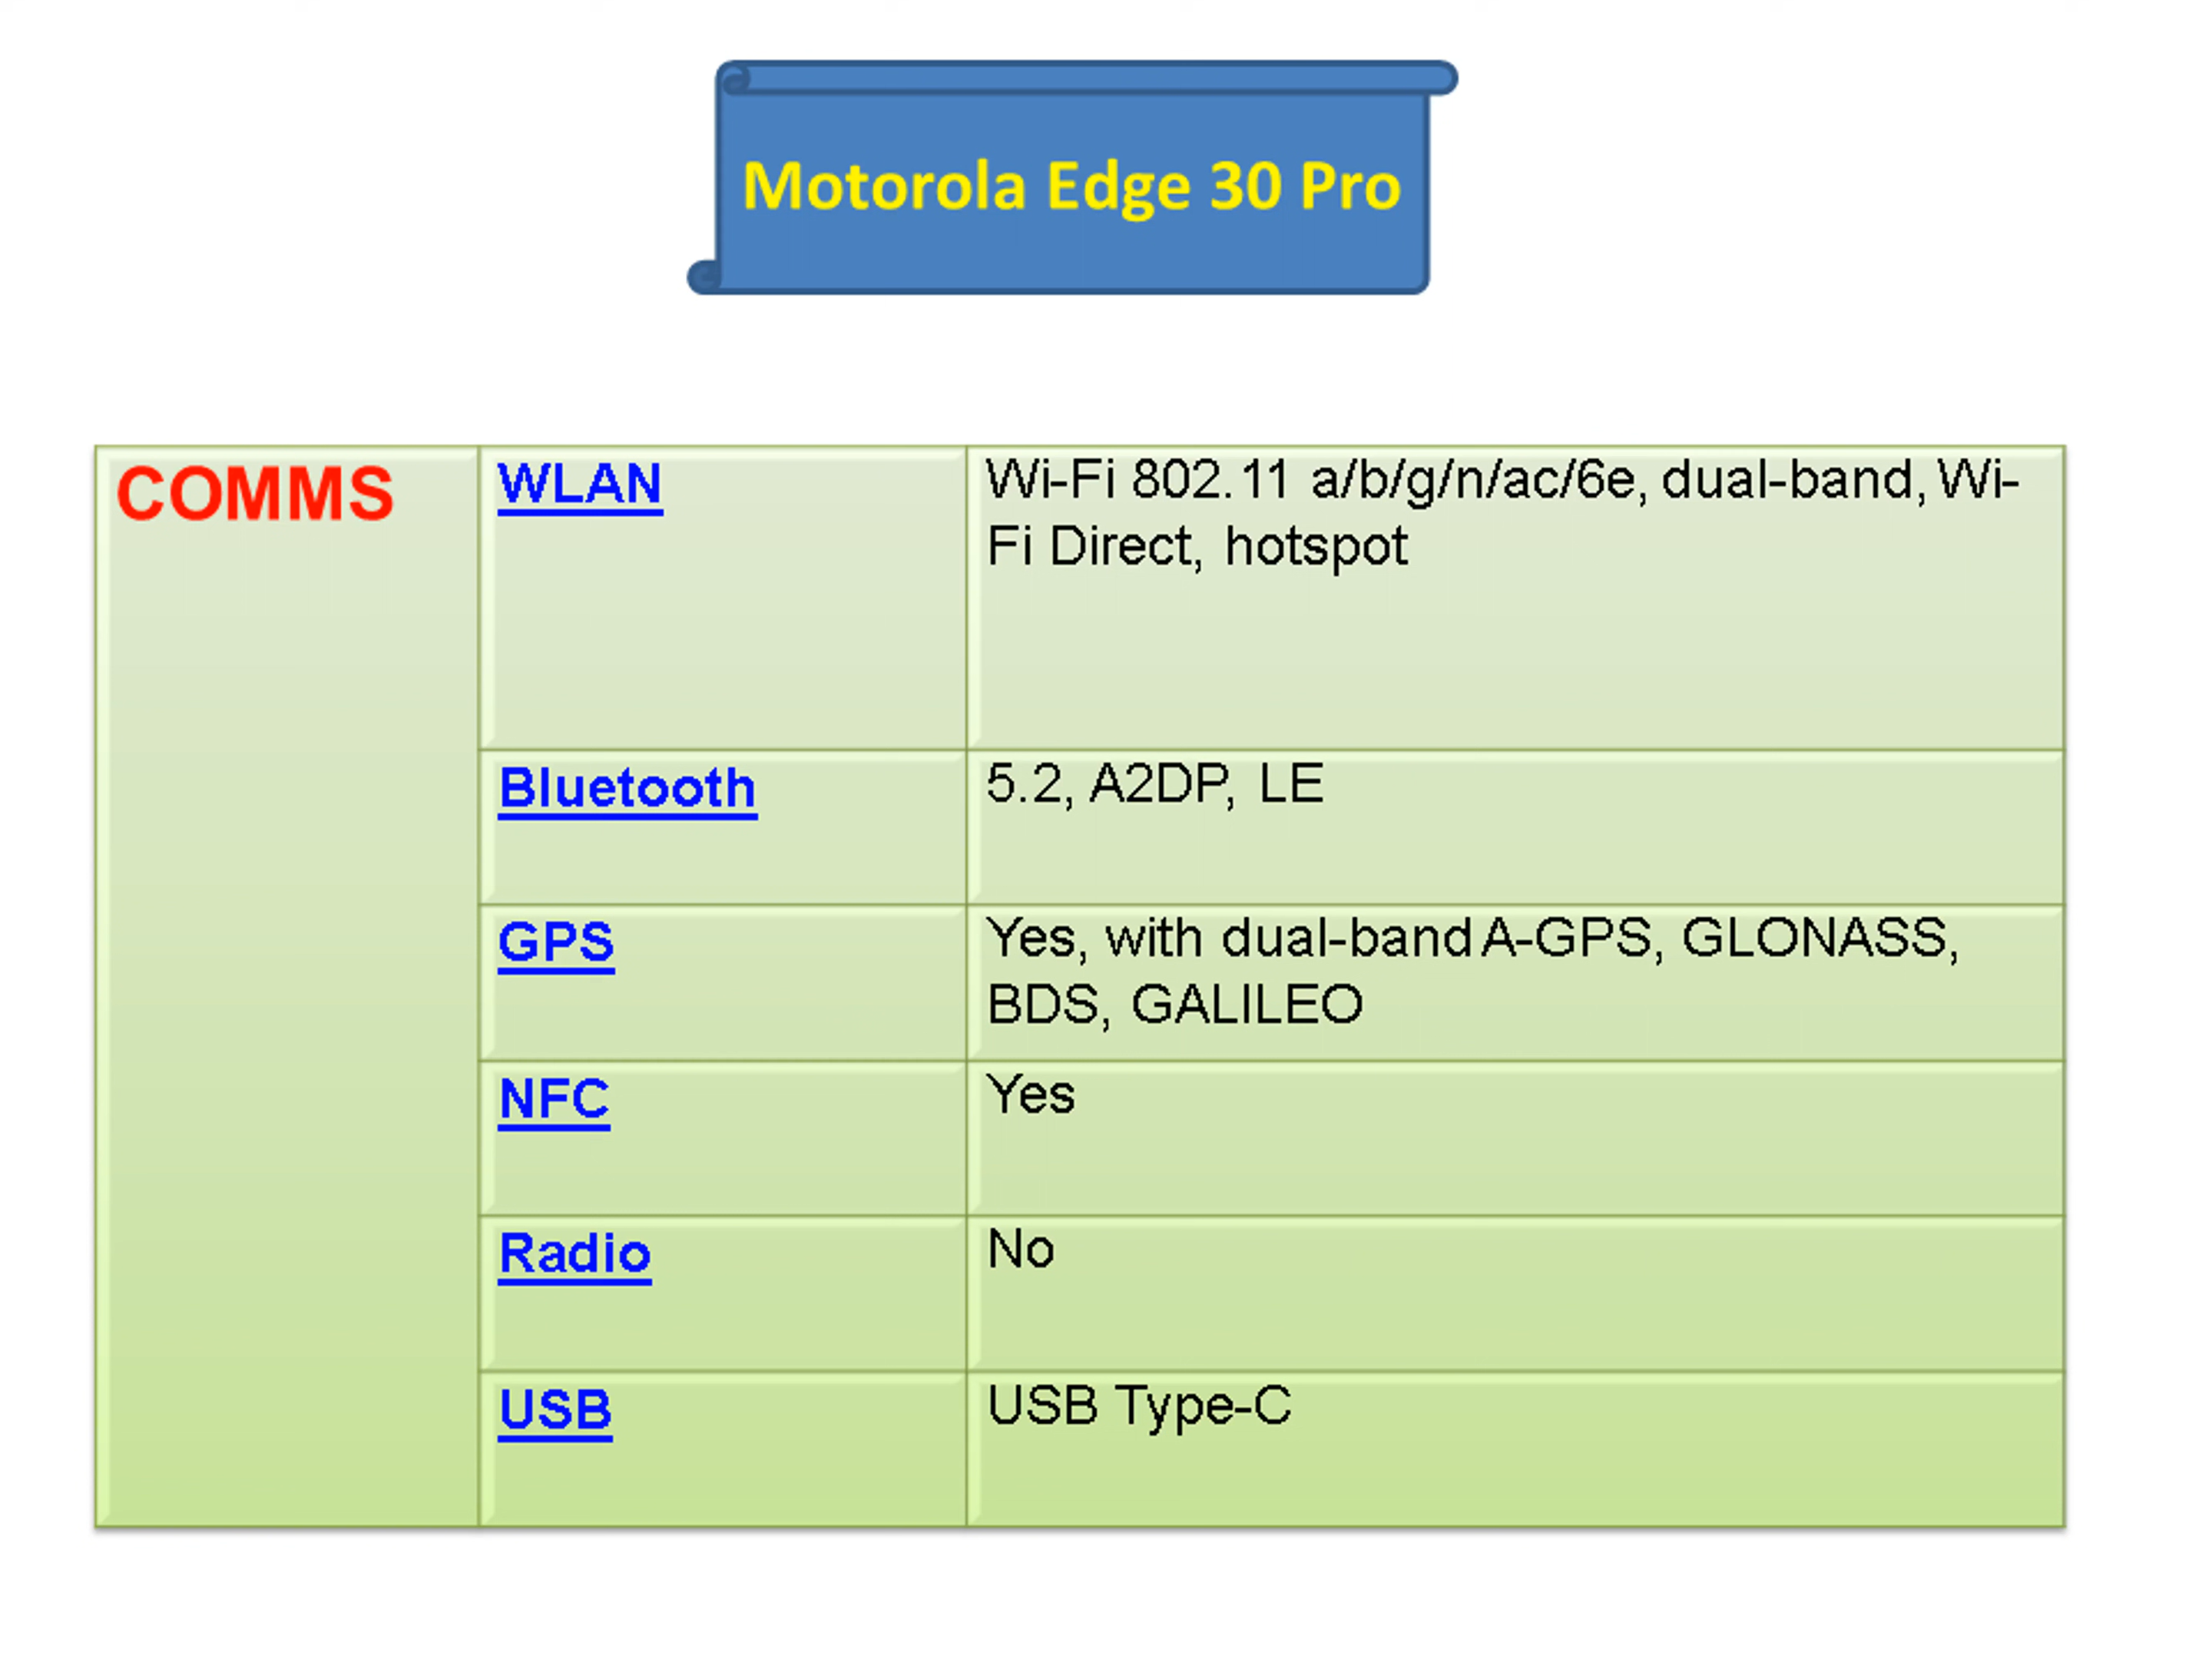 Motorola Edge 30 Pro
COMMS
WLAN
Wi-Fi 802.11 a/b/g/n/ac/6e, dual-band, Wi-
Fi Direct, hotspot
Bluetooth
5.2, A2DP, LE
GPS
Yes, with dual-band A-GPS, GLONASS,
BDS, GALILEO
NFC
Yes
Radio
No
USB
USB Type-C